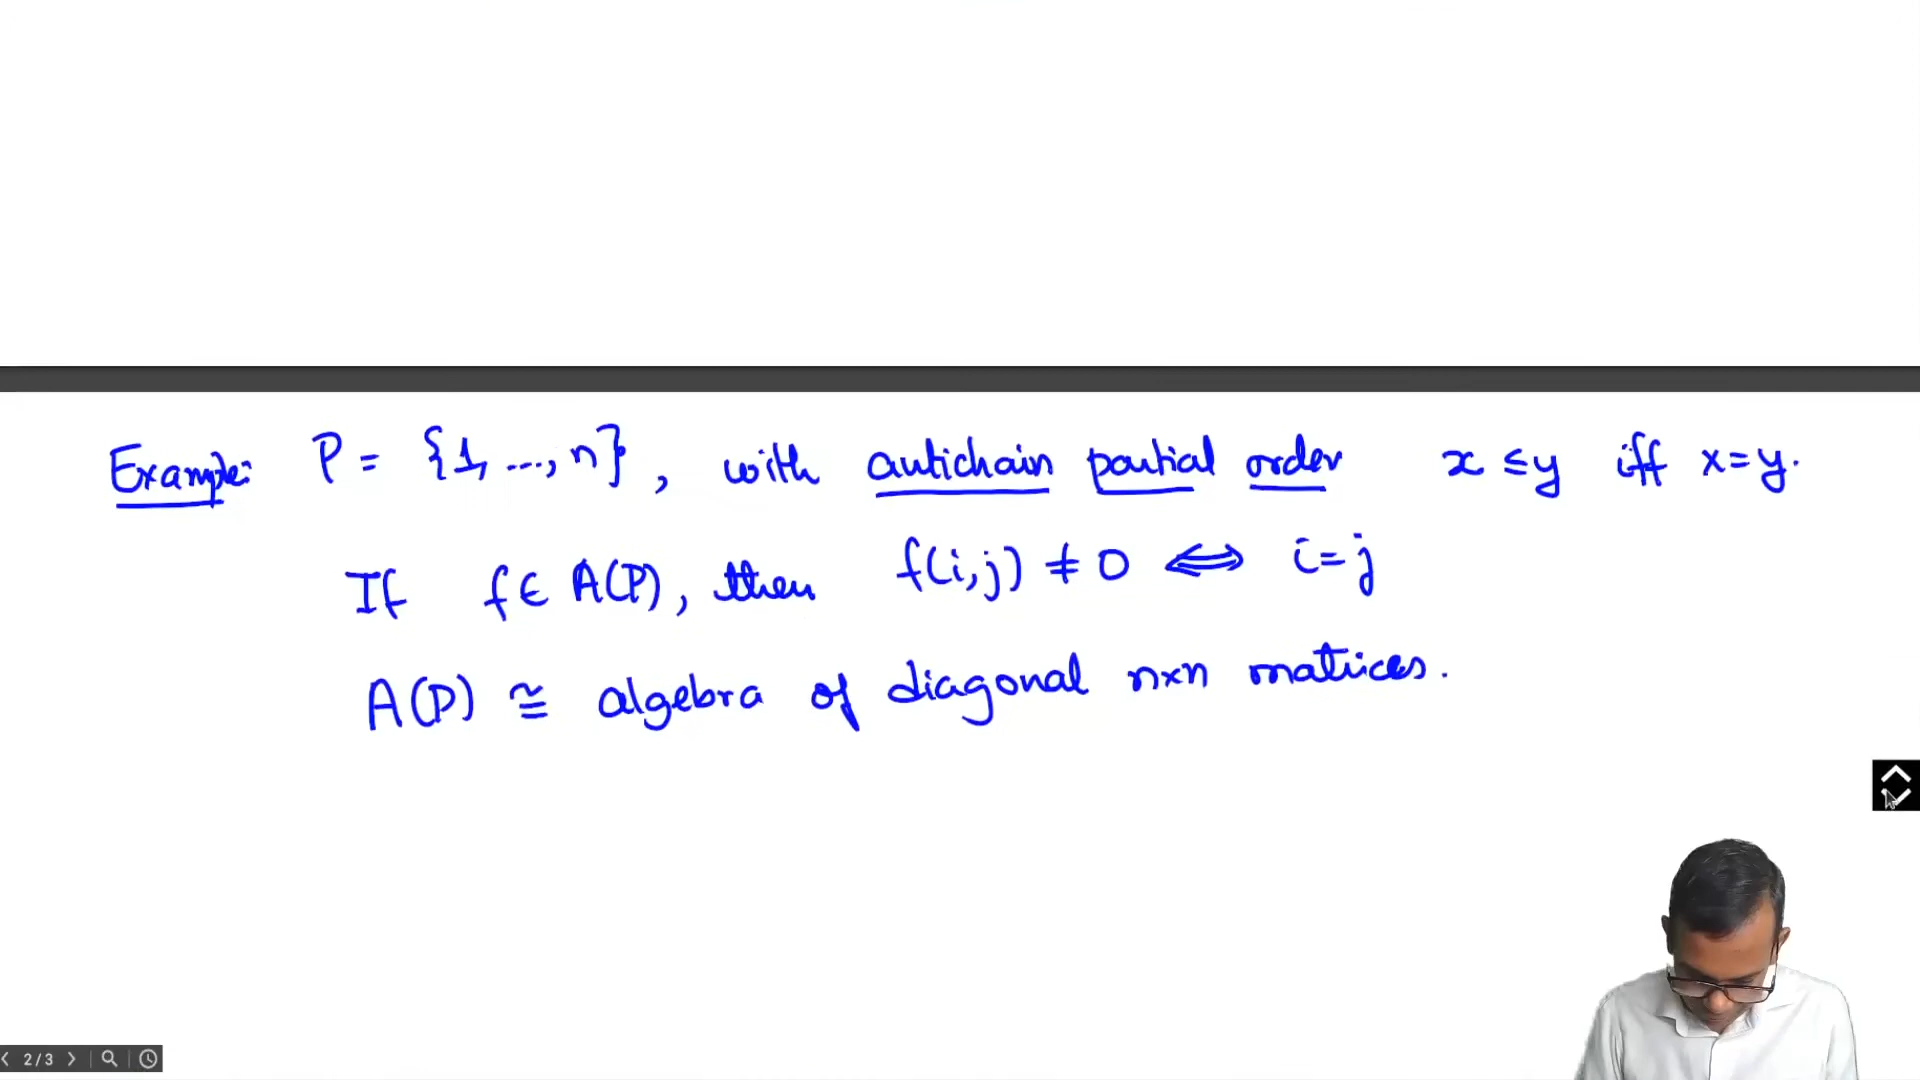 Example: P = {1, ..., n}, with antichain partial order x ≤ y iff x = y.
If f ∈ A(P), then f(i,j) ≠ 0 ⟺ i = j
A(P) ≅ algebra of diagonal n×n matrices.
2/3